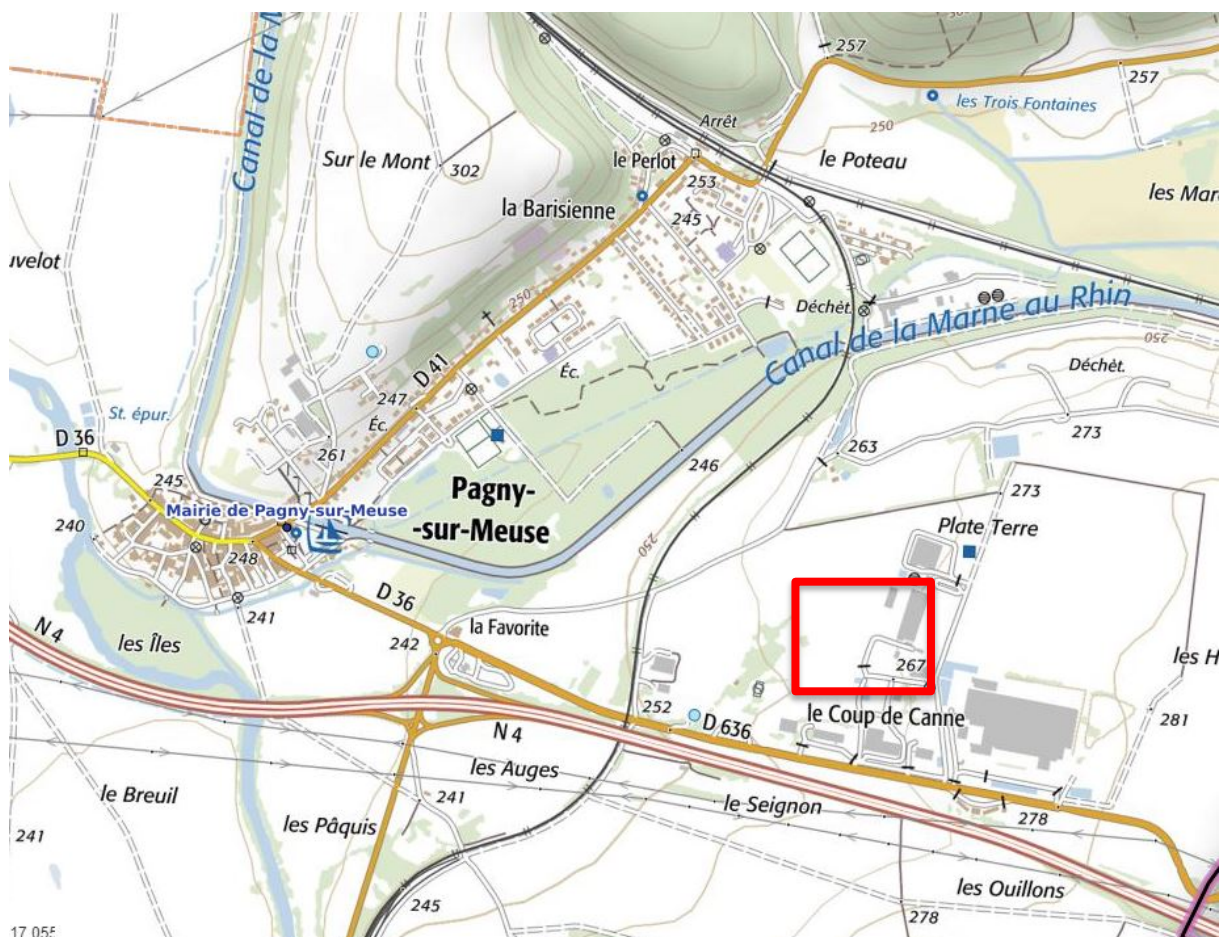 257
257
les Trois Fontaines
Canal de la M
Arrêt
250
Sur le Mont
302
le Perlot
le Poteau
253
les Mar
la Barisienne
245
uvelot
250
Déchèt.
Canal de la Marne au Rhin
250
D 41
Éc.
Déchèt.
St. épur.
247
Éc.
D 36
261
263
273
245
246
Mairie de Pagny-sur-Meuse
Pagny-
-sur-Meuse
273
240
Plate Terre
248
250
D 36
241
N 4
les Îles
la Favorite
242
267
les H
252
D 636
le Coup de Canne
281
N 4
les Auges
le Breuil
241
le Seignon
les Pâquis
278
241
les Ouillons
245
278
17 055